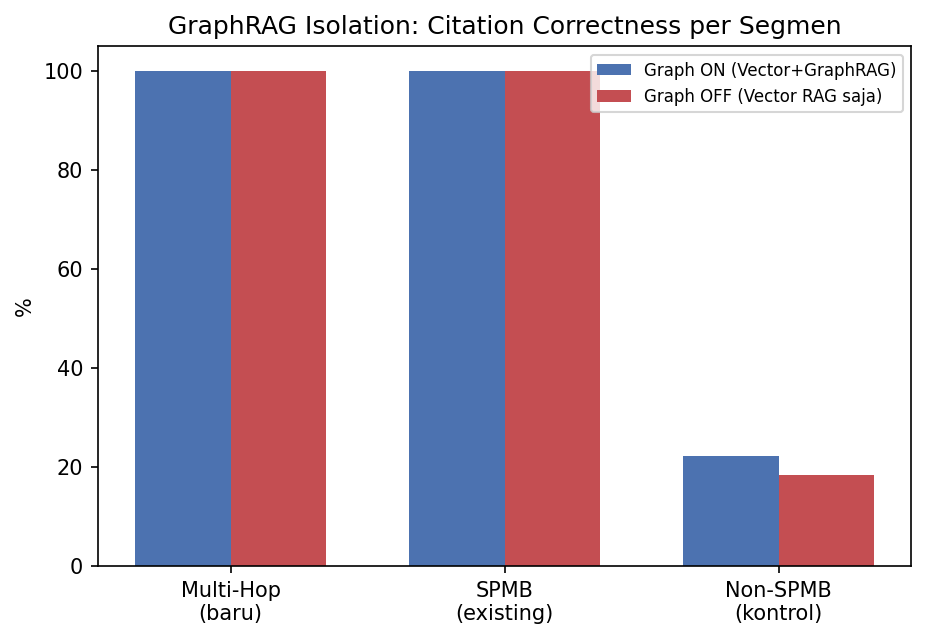 GraphRAG Isolation: Citation Correctness per Segmen
Graph ON (Vector+GraphRAG)
Graph OFF (Vector RAG saja)
%
100
80
60
40
20
0
Multi-Hop
(baru)
SPMB
(existing)
Non-SPMB
(kontrol)